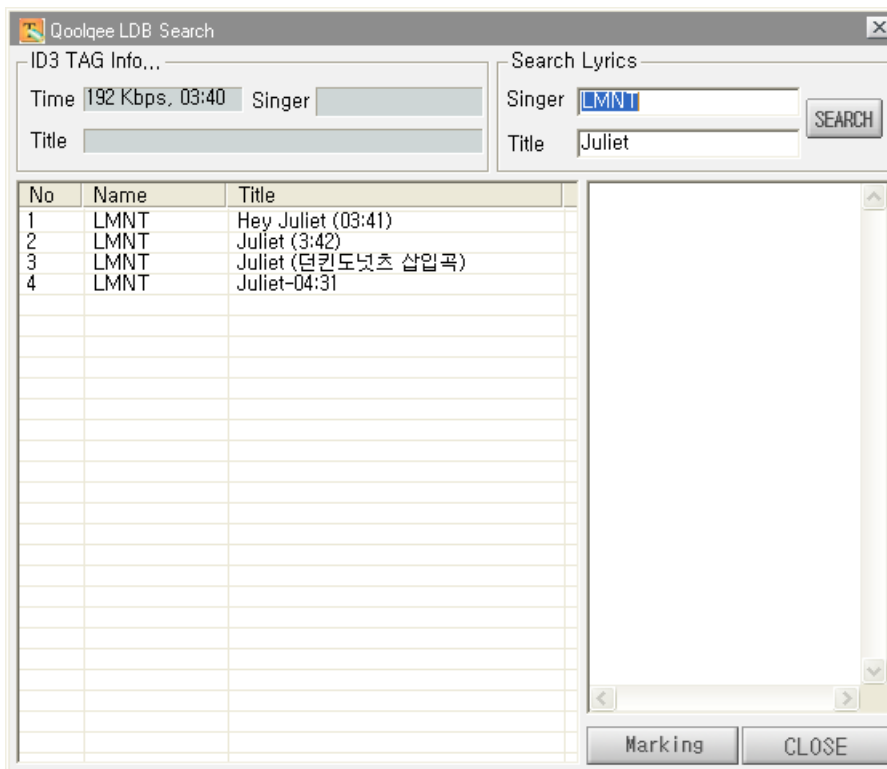 Qoolqee LDB Search
ID3 TAG Info...
Time 192 Kbps, 03:40 Singer
Title
Search Lyrics
Singer LMNT
Title Juliet
SEARCH
No Name Title
1 LMNT Hey Juliet (03:41)
2 LMNT Juliet (3:42)
3 LMNT Juliet (던킨도넛츠 삽입곡)
4 LMNT Juliet-04:31
Marking CLOSE